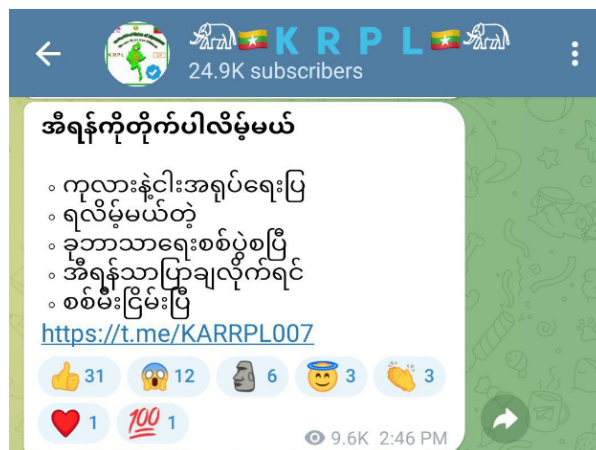 K R P L
24.9K subscribers
အီရန်ကိုတိုက်ပါလိမ့်မယ်
◦ ကုလားနဲ့ငါးအရုပ်ရေးပြ
◦ ရလိမ့်မယ်တဲ့
◦ ခုဘာသာရေးစစ်ပွဲစပြီ
◦ အီရန်သာပြာချလိုက်ရင်
◦ စစ်မီးငြိမ်းပြီ
https://t.me/KARRPL007
31 12 6 3 3
1 100 1
9.6K 2:46 PM